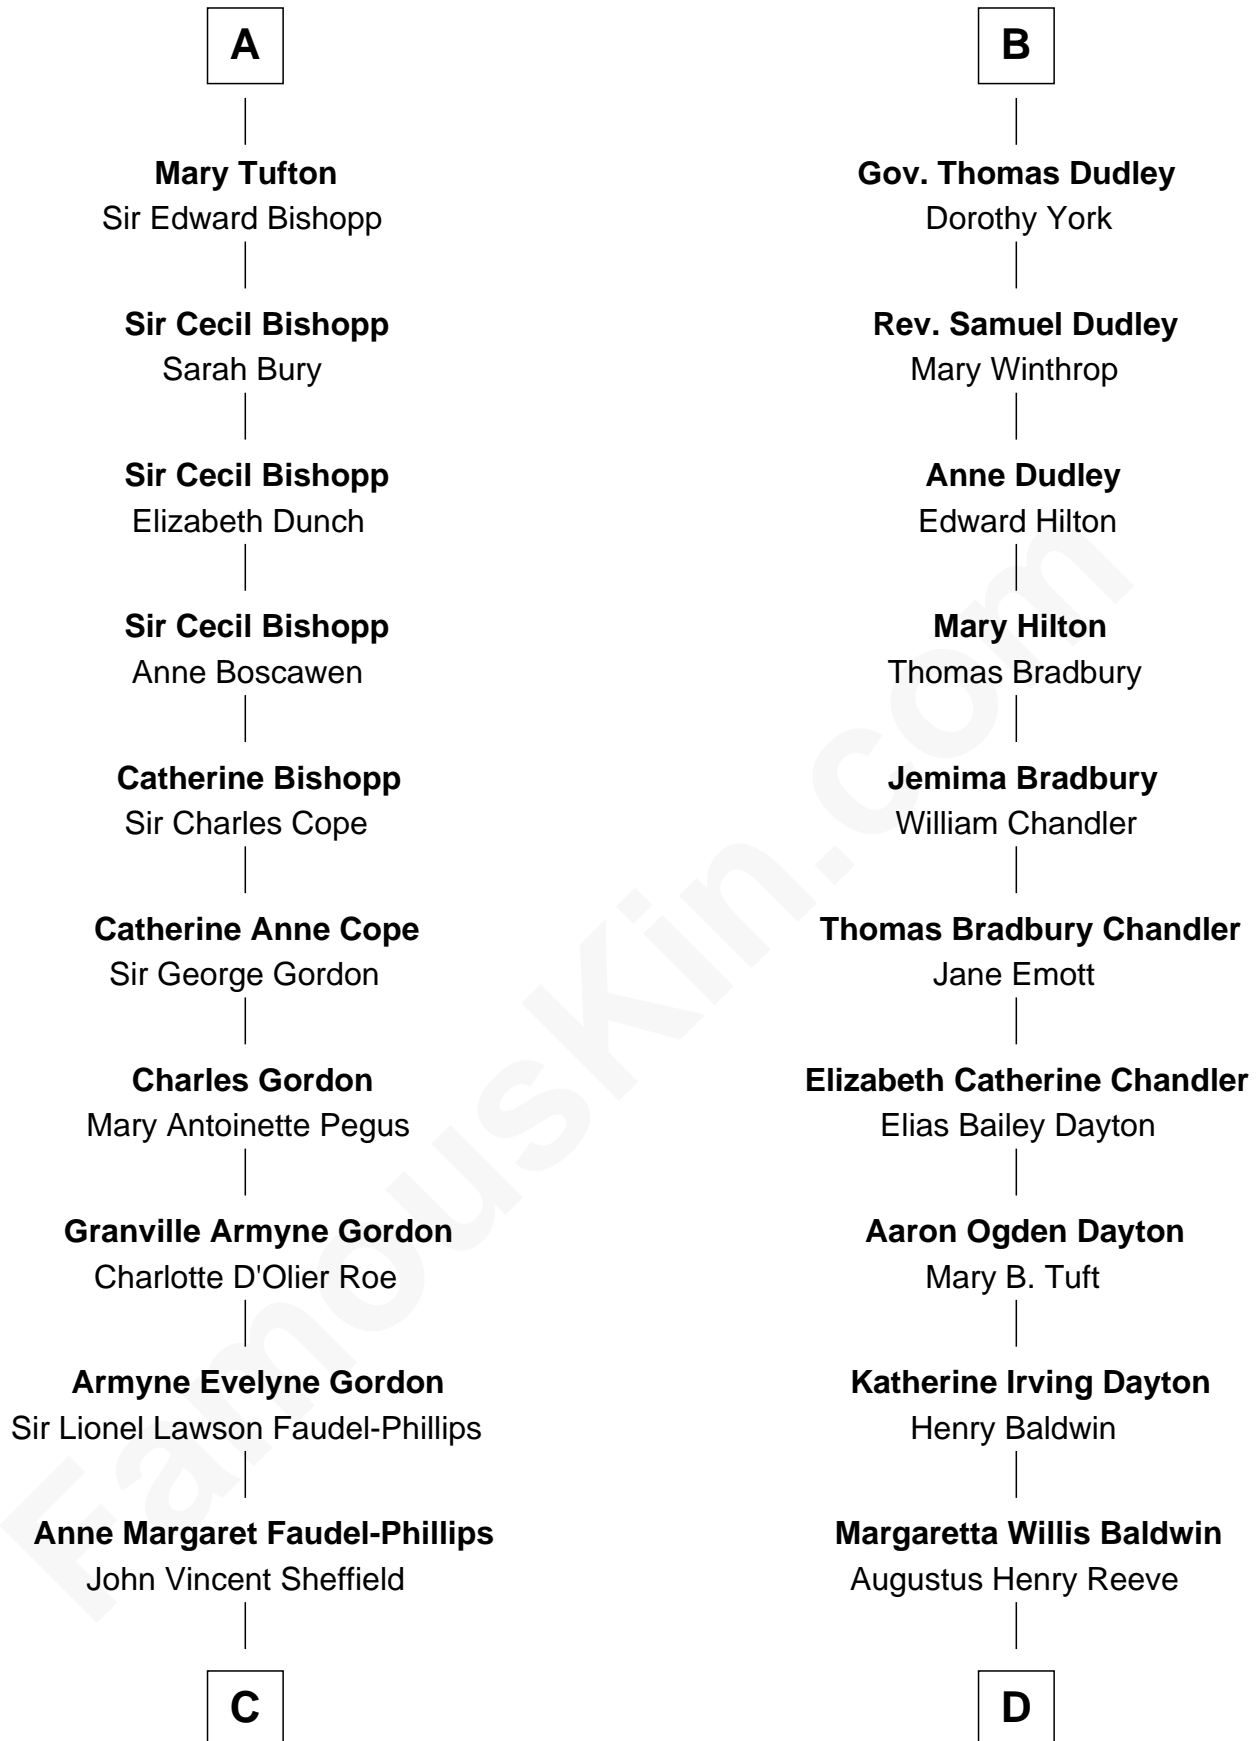 A
Mary Tufton
Sir Edward Bishopp
Sir Cecil Bishopp
Sarah Bury
Sir Cecil Bishopp
Elizabeth Dunch
Sir Cecil Bishopp
Anne Boscawen
Catherine Bishopp
Sir Charles Cope
Catherine Anne Cope
Sir George Gordon
Charles Gordon
Mary Antoinette Pegus
Granville Armyne Gordon
Charlotte D'Olier Roe
Armyne Evelyne Gordon
Sir Lionel Lawson Faudel-Phillips
Anne Margaret Faudel-Phillips
John Vincent Sheffield
C
B
Gov. Thomas Dudley
Dorothy York
Rev. Samuel Dudley
Mary Winthrop
Anne Dudley
Edward Hilton
Mary Hilton
Thomas Bradbury
Jemima Bradbury
William Chandler
Thomas Bradbury Chandler
Jane Emott
Elizabeth Catherine Chandler
Elias Bailey Dayton
Aaron Ogden Dayton
Mary B. Tuft
Katherine Irving Dayton
Henry Baldwin
Margaretta Willis Baldwin
Augustus Henry Reeve
D
FamousKin.com